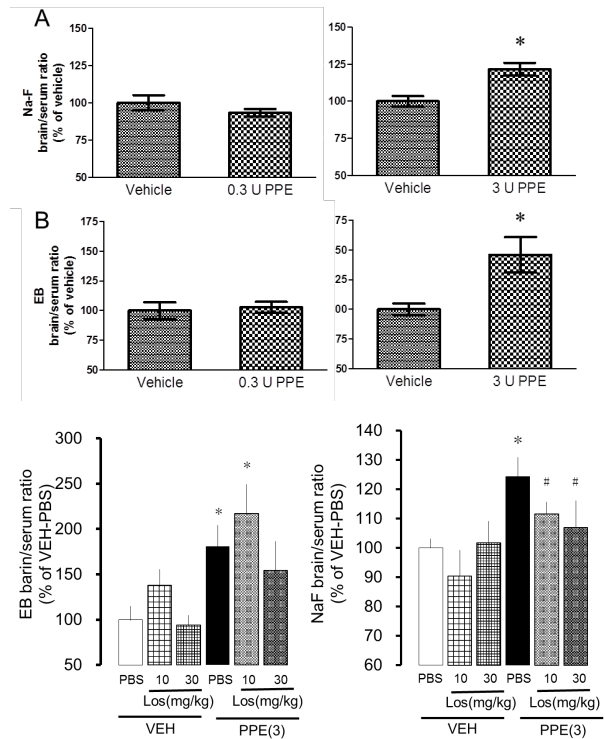 A
Na-F
brain/serum ratio
(% of vehicle)
150
125
100
75
50
Vehicle
0.3 U PPE
150
125
100
125
50
*
Vehicle
3 U PPE
B
EB
brain/serum ratio
(% of vehicle)
175
150
125
100
75
50
Vehicle
0.3 U PPE
75
50
25
00
25
50
*
Vehicle
3 U PPE
EB barin/serum ratio
(% of VEH-PBS)
300
250
200
150
100
50
*
*
PBS 10 30 PBS 10 30
Los(mg/kg) Los(mg/kg)
VEH PPE(3)
NaF brain/serum ratio
(% of VEH-PBS)
140
130
120
110
100
90
80
70
60
*
#
#
PBS 10 30 PBS 10 30
Los(mg/kg) Los(mg/kg)
VEH PPE(3)